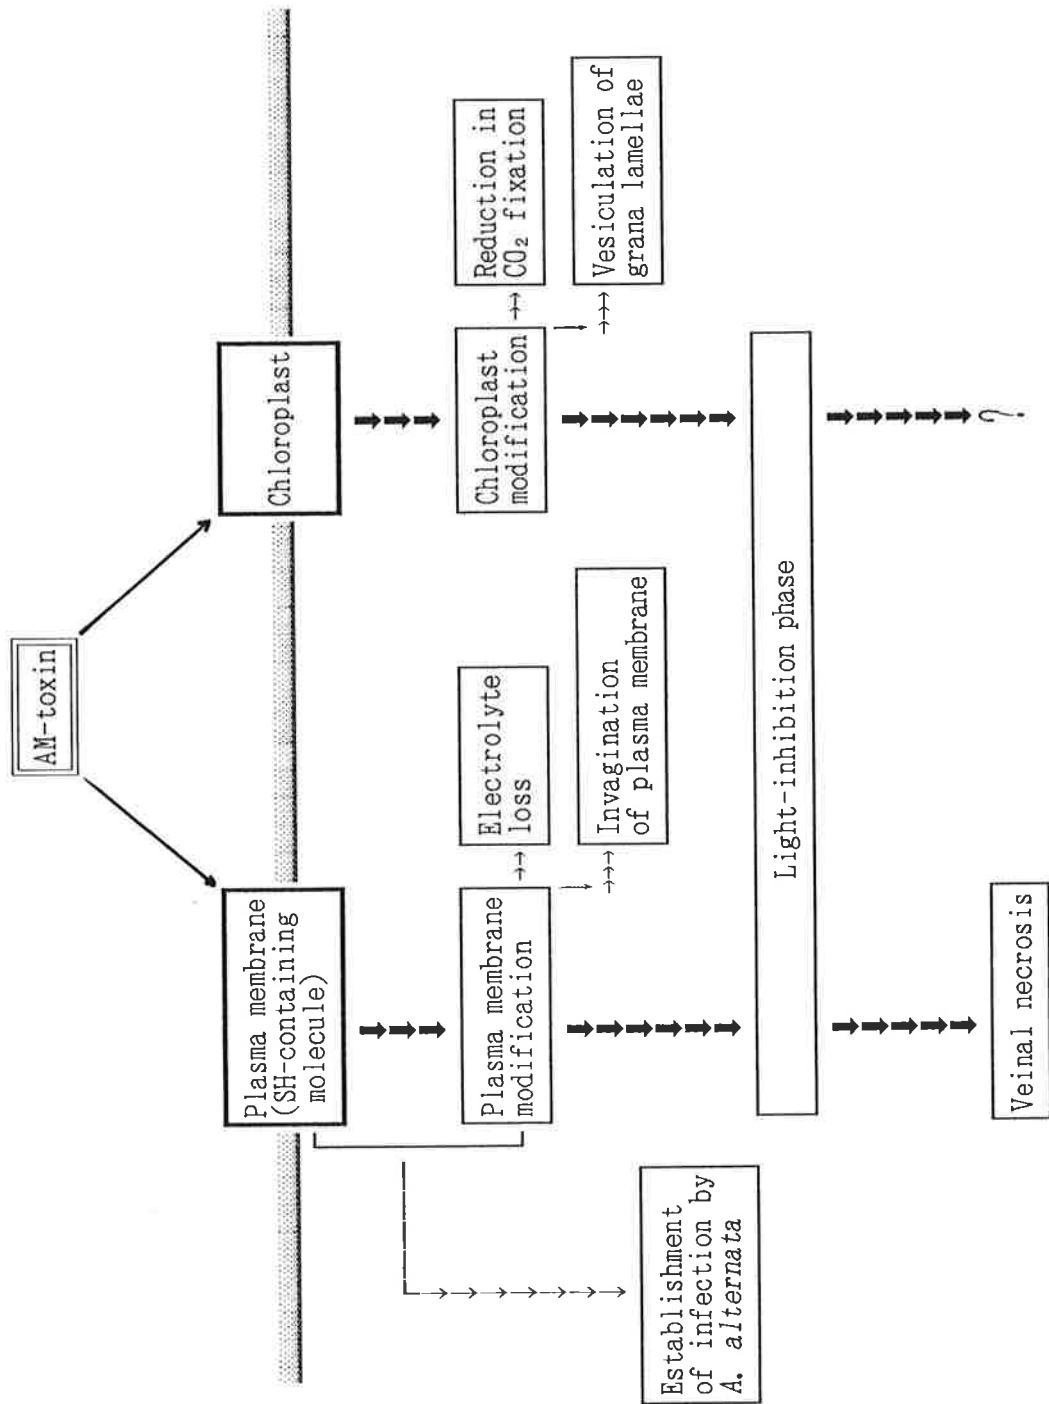 AM-toxin
Plasma membrane
(SH-containing
molecule)
Chloroplast
Plasma membrane
modification
Electrolyte
loss
Invagination
of plasma membrane
Chloroplast
modification
Reduction in
CO₂ fixation
Vesiculation of
grana lamellae
Establishment
of infection by
A. alternata
Light-inhibition phase
Veinal necrosis
?